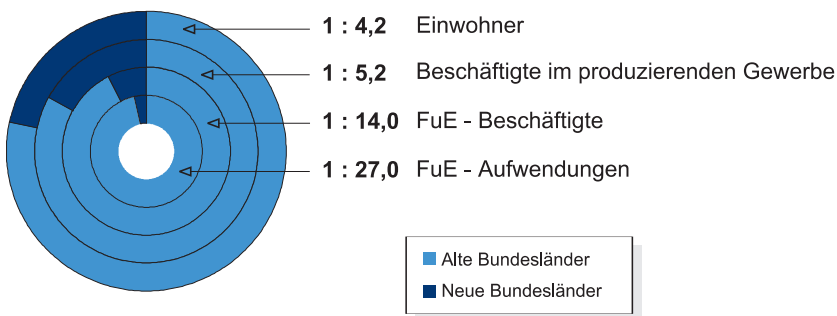 1 : 4,2 Einwohner
1 : 5,2 Beschäftigte im produzierenden Gewerbe
1 : 14,0 FuE - Beschäftigte
1 : 27,0 FuE - Aufwendungen
Alte Bundesländer
Neue Bundesländer